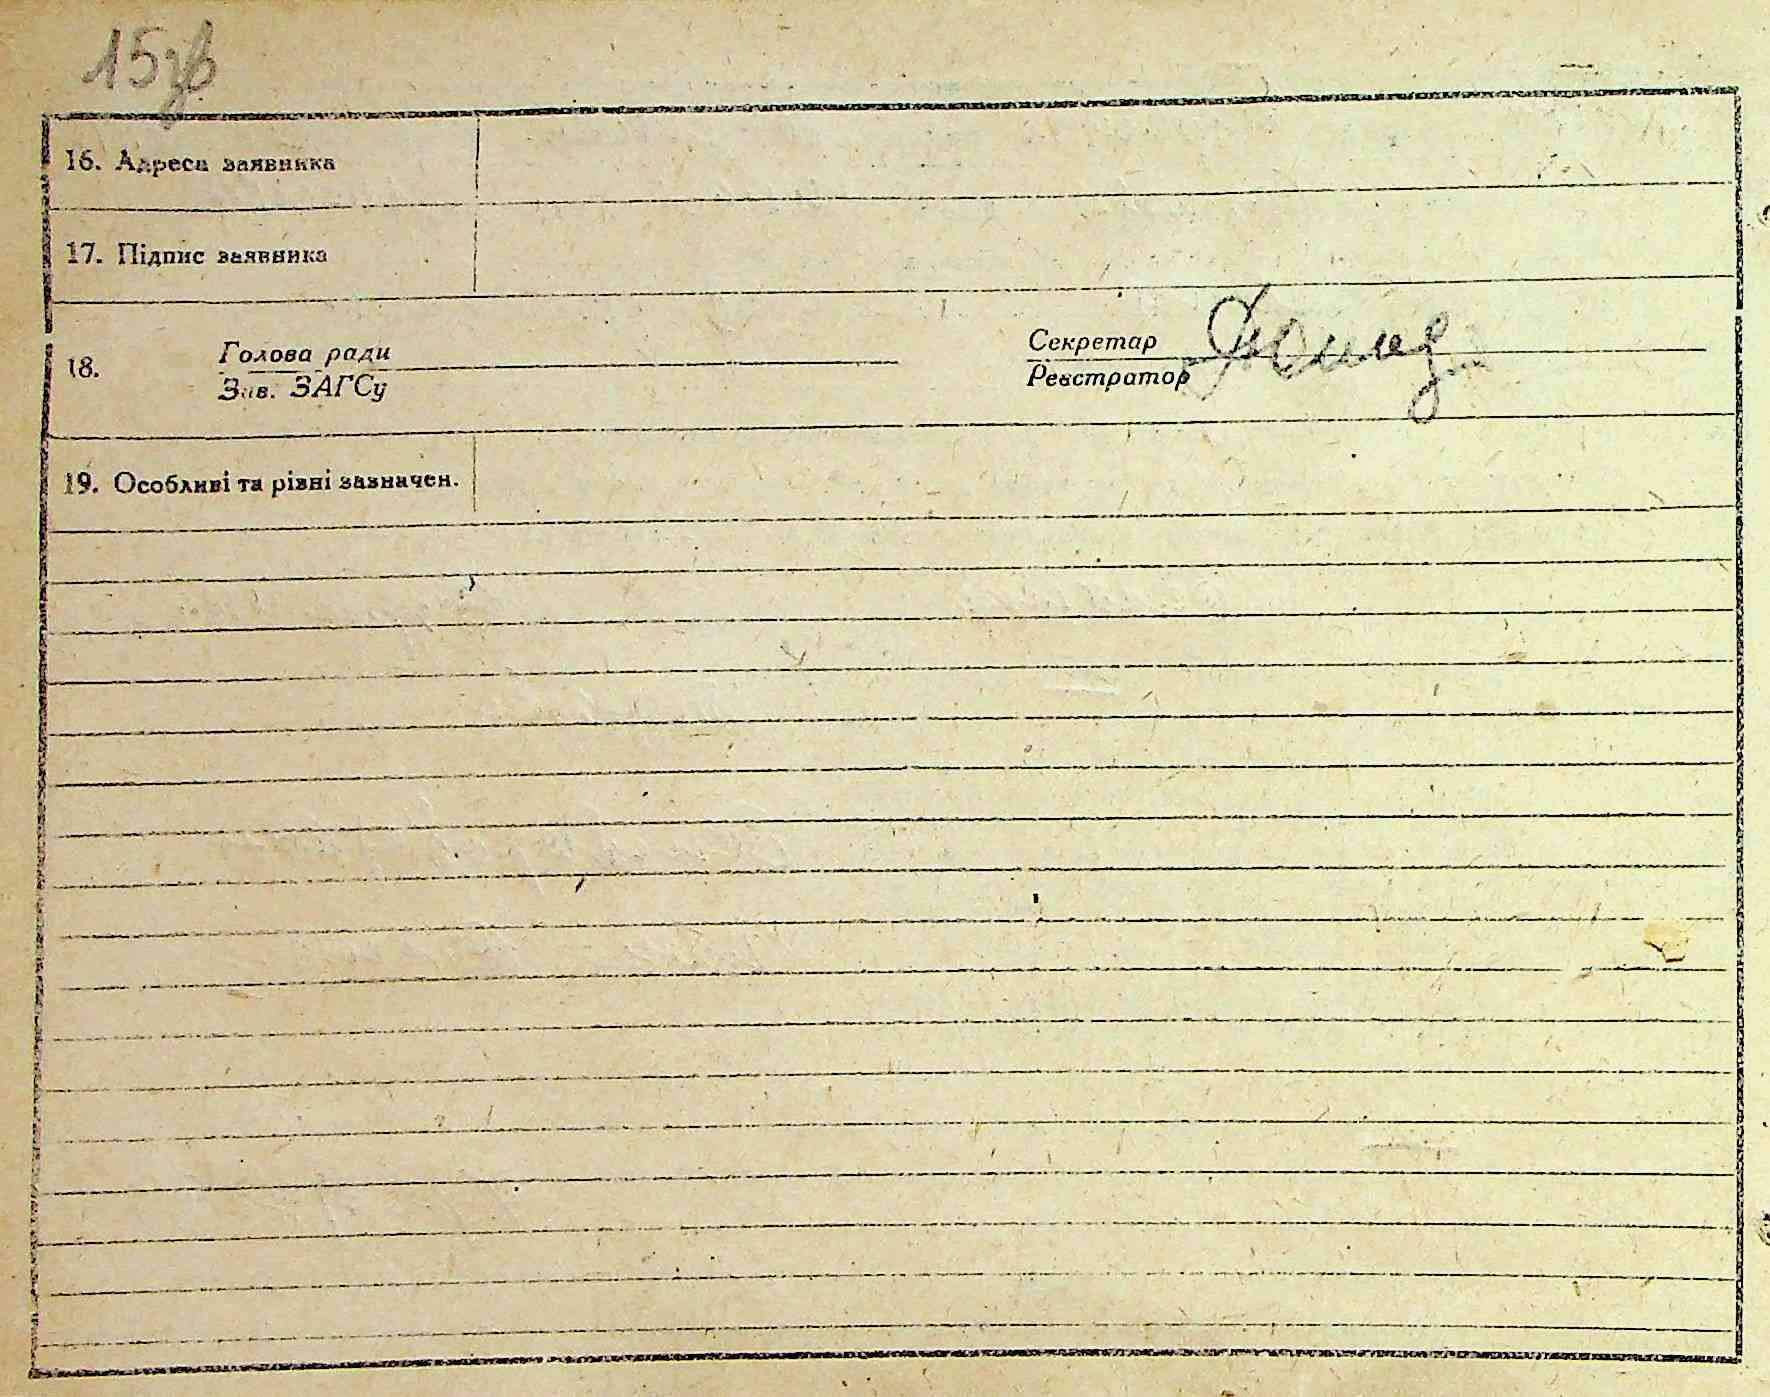 15зв
16. Адреса заявника
17. Підпис заявника
18.
Голова ради
Зав. ЗАГСу
Секретар
Реєстратор
19. Особливі та різні зазначен.